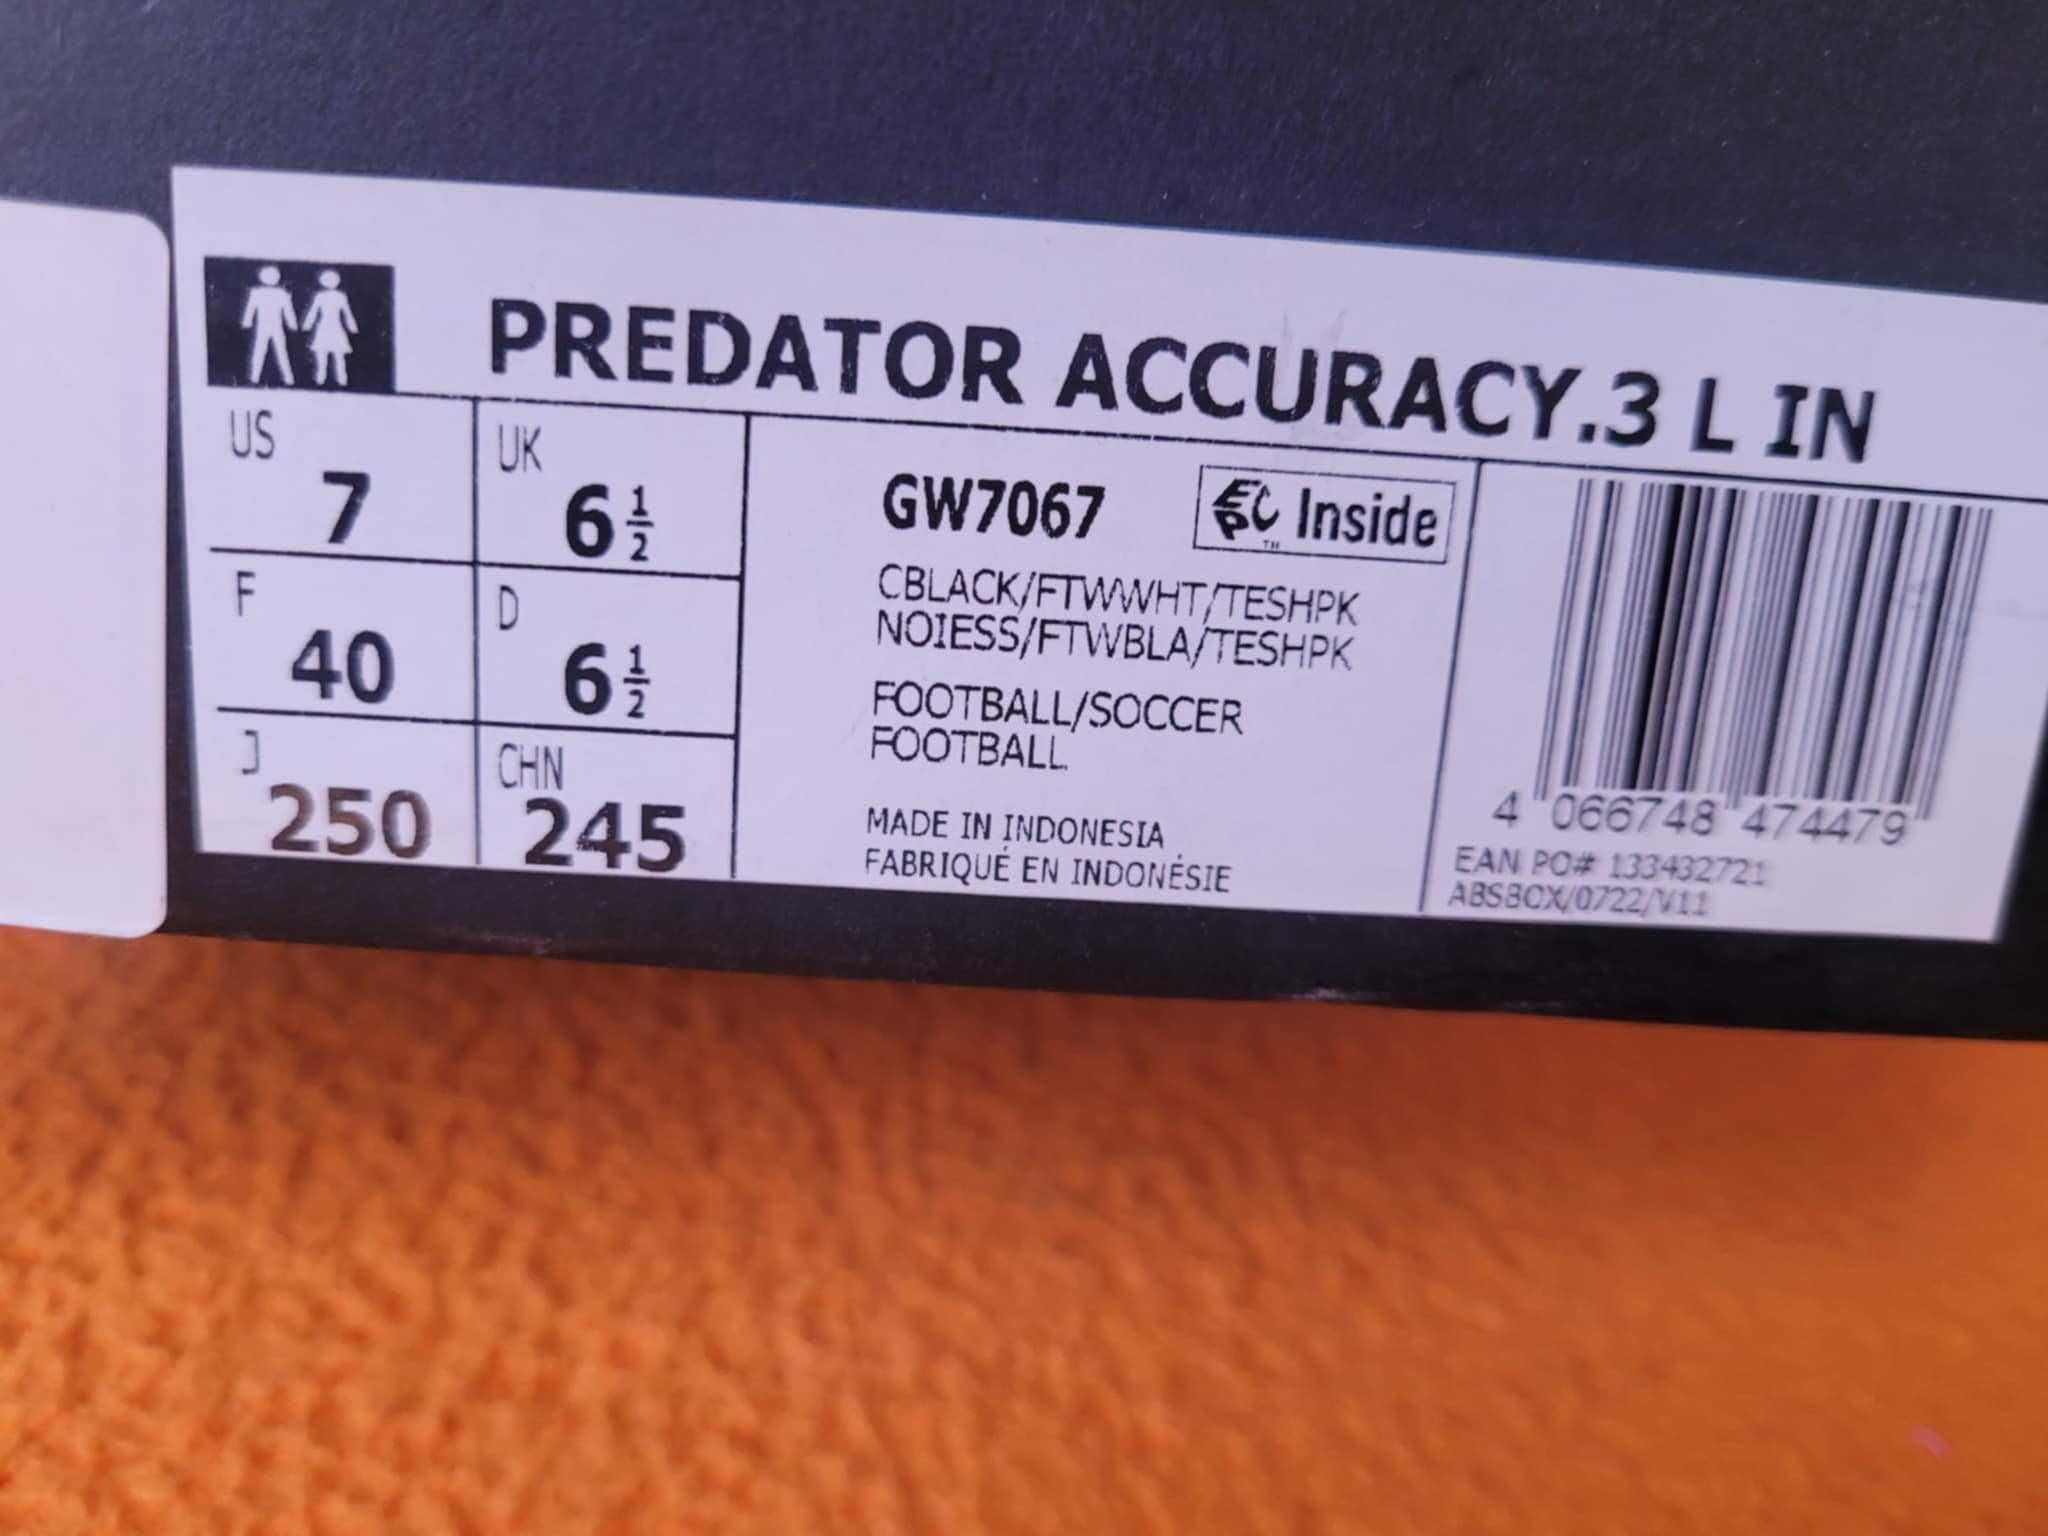 PREDATOR ACCURACY.3 L IN
US 7
UK 6 1/2
F 40
D 6 1/2
J 250
CHN 245
GW7067
EPC™ Inside
CBLACK/FTWWHT/TESHPK
NOIESS/FTWBLA/TESHPK
FOOTBALL/SOCCER
FOOTBALL
MADE IN INDONESIA
FABRIQUÉ EN INDONÉSIE
4 066748 474479
EAN PO# 133432721
ABSBOX/0722/V11